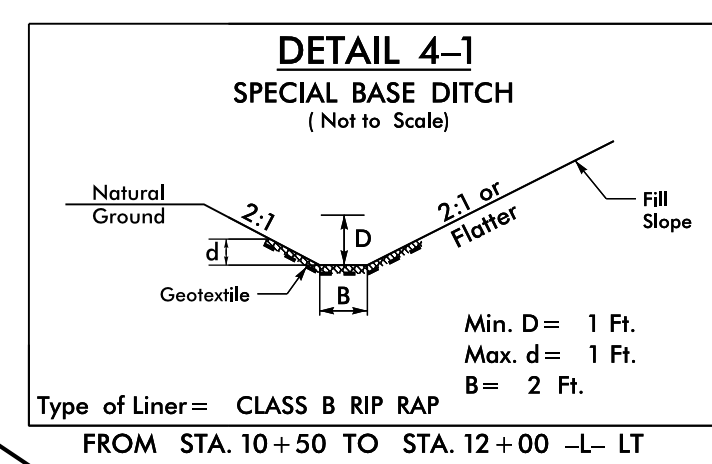 DETAIL 4–1
SPECIAL BASE DITCH
( Not to Scale)
Natural
Ground
2:1
D
2:1 or
Flatter
Fill
Slope
d
Geotextile
B
Min. D= 1 Ft.
Max. d= 1 Ft.
B= 2 Ft.
Type of Liner= CLASS B RIP RAP
FROM STA. 10+50 TO STA. 12+00 –L– LT